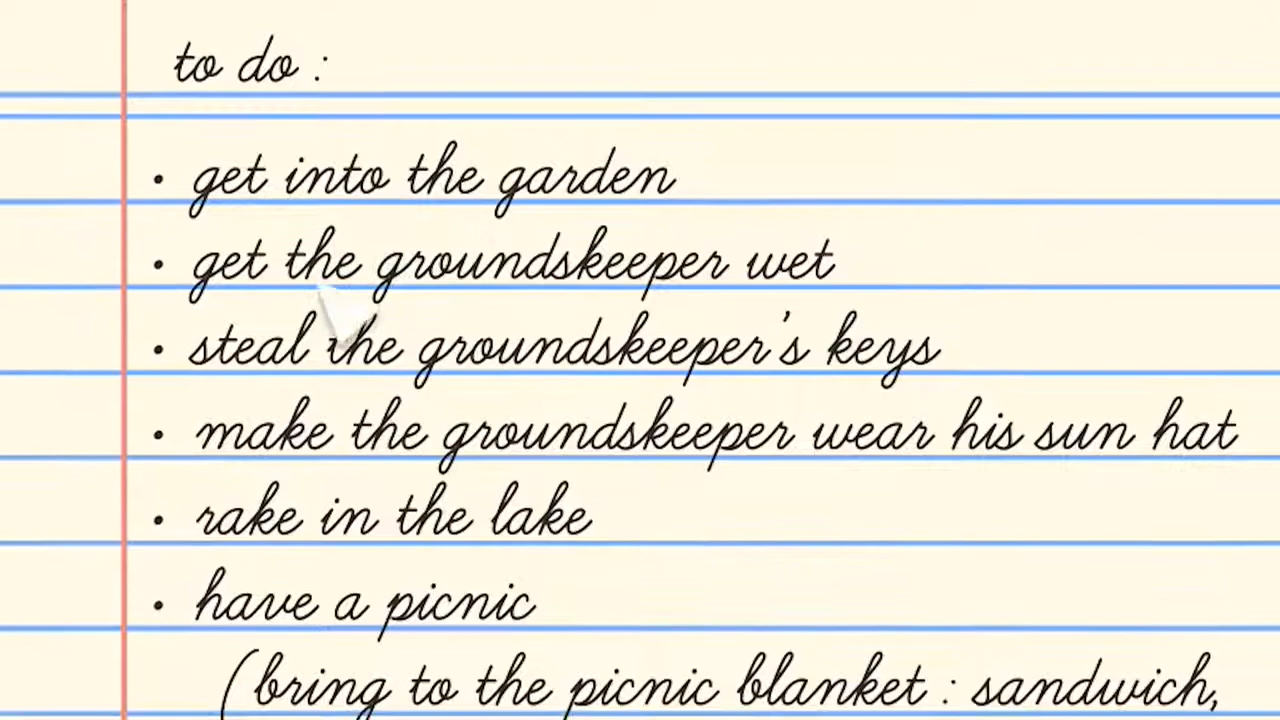 to do :
• get into the garden
• get the groundskeeper wet
• steal the groundskeeper's keys
• make the groundskeeper wear his sun hat
• rake in the lake
• have a picnic
(bring to the picnic blanket : sandwich,